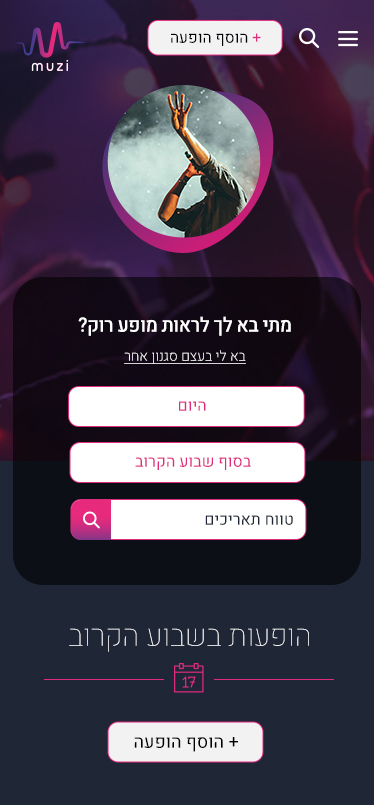 + הוסף הופעה
muzi
מתי בא לך לראות מופע רוק?
בא לי בעצם סגנון אחר
היום
בסוף שבוע הקרוב
טווח תאריכים
הופעות בשבוע הקרוב
17
+ הוסף הופעה